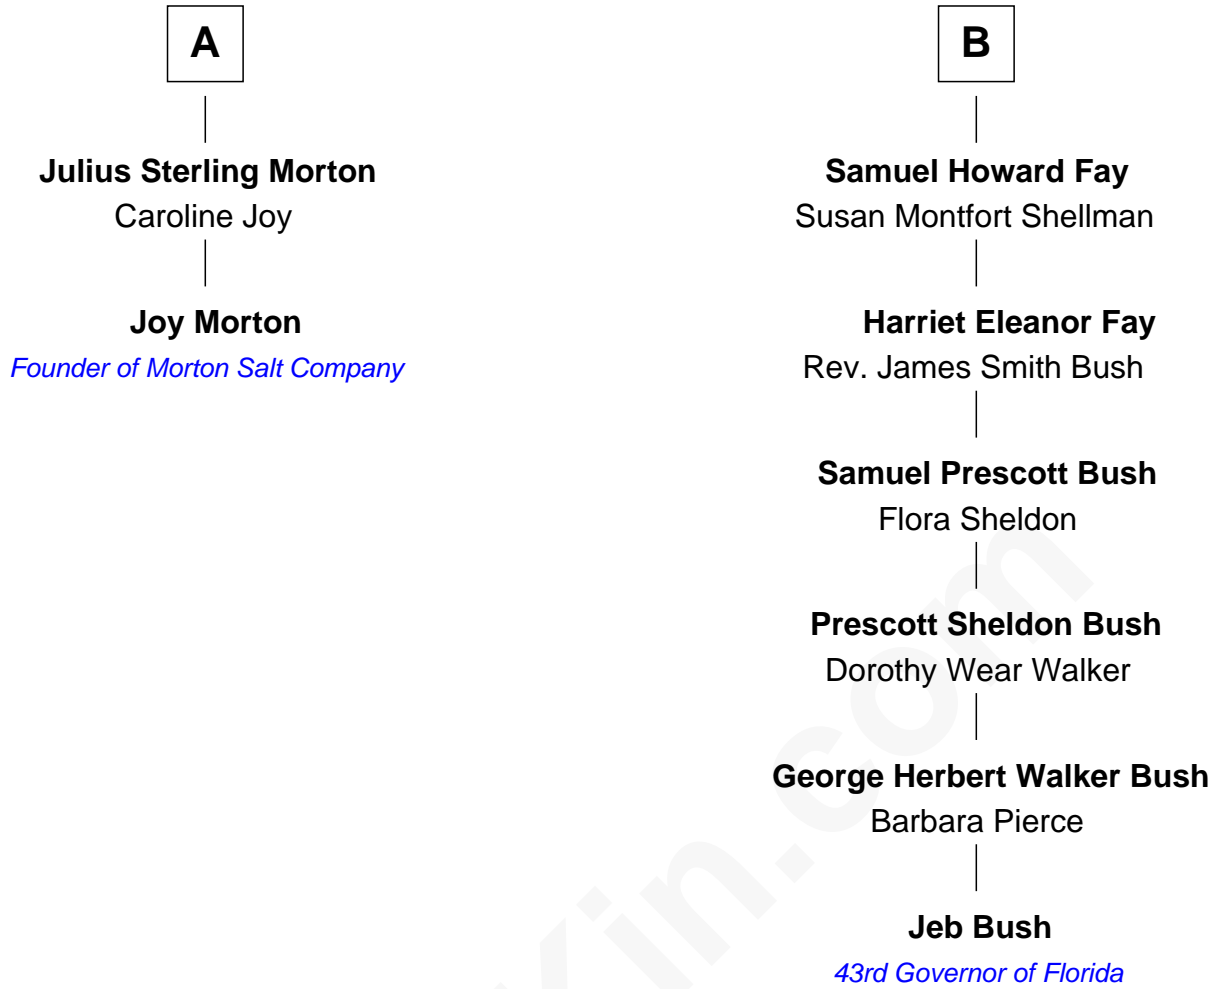 A
B
Julius Sterling Morton
Caroline Joy
Joy Morton
Founder of Morton Salt Company
Samuel Howard Fay
Susan Montfort Shellman
Harriet Eleanor Fay
Rev. James Smith Bush
Samuel Prescott Bush
Flora Sheldon
Prescott Sheldon Bush
Dorothy Wear Walker
George Herbert Walker Bush
Barbara Pierce
Jeb Bush
43rd Governor of Florida
Kin.com